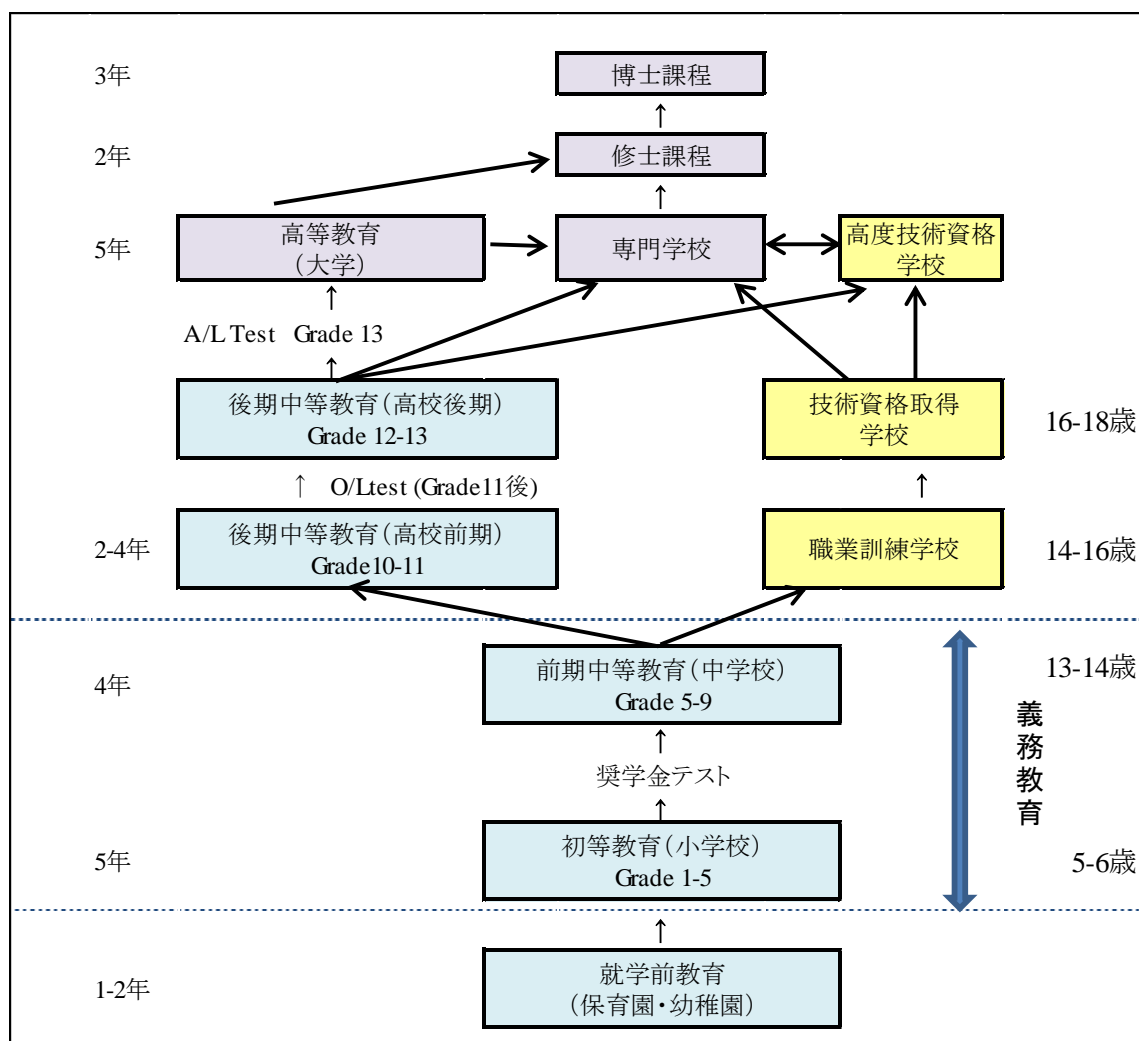 3年
博士課程
↑
2年
修士課程
↑
5年
高等教育
(大学)
専門学校
高度技術資格
学校
↑
A/L Test Grade 13
↑
後期中等教育(高校後期)
Grade 12-13
技術資格取得
学校
16-18歳
↑ O/Ltest (Grade11後)
↑
2-4年
後期中等教育(高校前期)
Grade10-11
職業訓練学校
14-16歳
4年
前期中等教育(中学校)
Grade 5-9
13-14歳
↑
奨学金テスト
↑
義務教育
5年
初等教育(小学校)
Grade 1-5
5-6歳
↑
1-2年
就学前教育
(保育園・幼稚園)